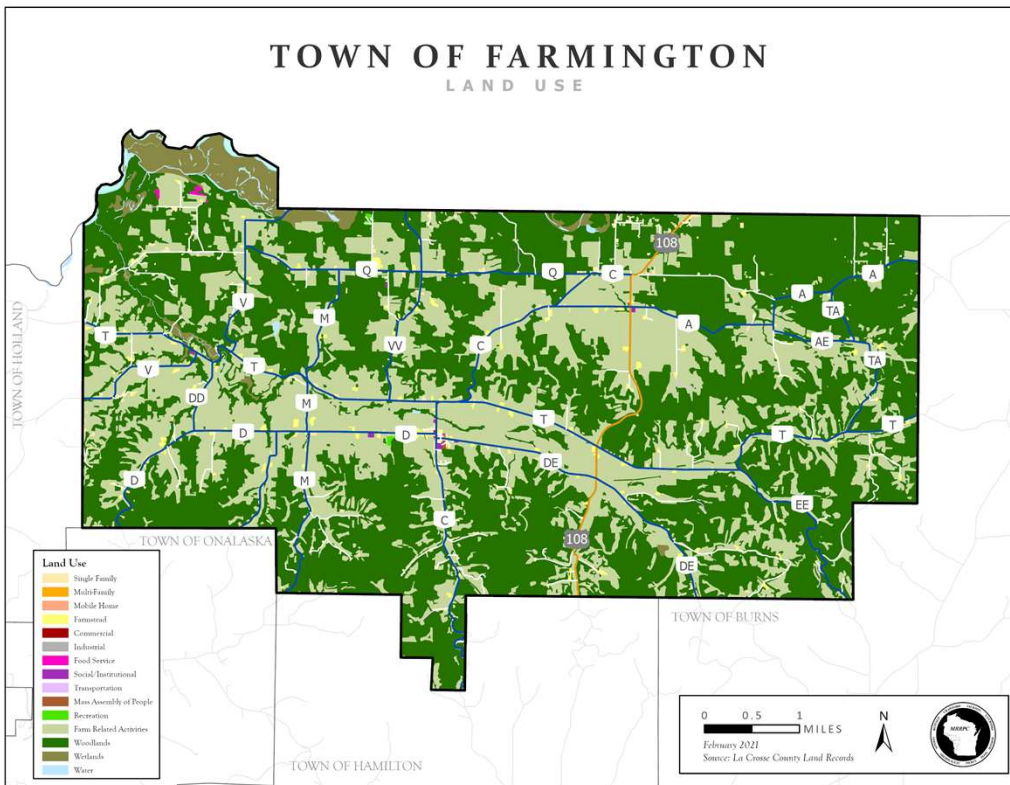 TOWN OF FARMINGTON
LAND USE
108
Q
Q
C
A
A
TA
V
M
VV
C
A
AE
TA
T
V
T
DD
M
T
T
T
D
D
DE
D
M
EE
C
108
DE
TOWN OF HOLLAND
TOWN OF ONALASKA
TOWN OF BURNS
TOWN OF HAMILTON
Land Use
Single Family
Multi-Family
Mobile Home
Farmstead
Commercial
Industrial
Food Service
Social/Institutional
Transportation
Mass Assembly of People
Recreation
Farm Related Activities
Woodlands
Wetlands
Water
0 0.5 1
MILES
N
February 2021
Source: La Crosse County Land Records
MRRPC